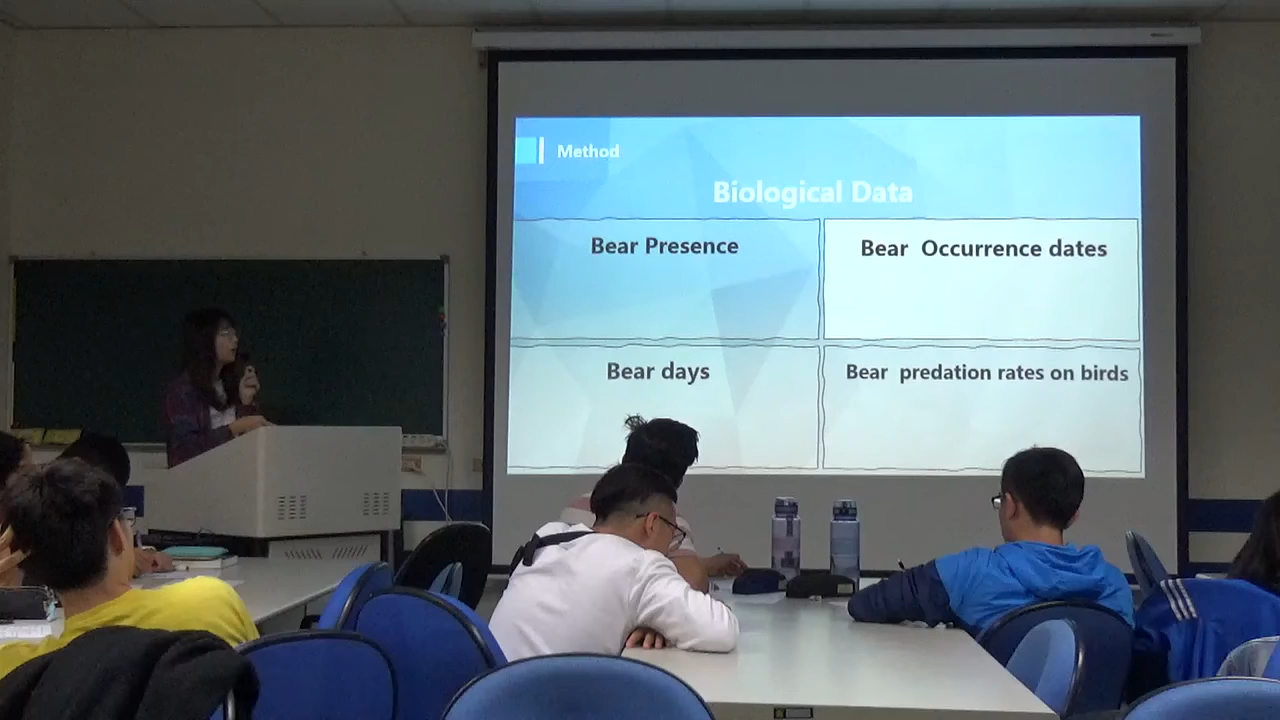 Method
Biological Data
Bear Presence
Bear Occurrence dates
Bear days
Bear predation rates on birds